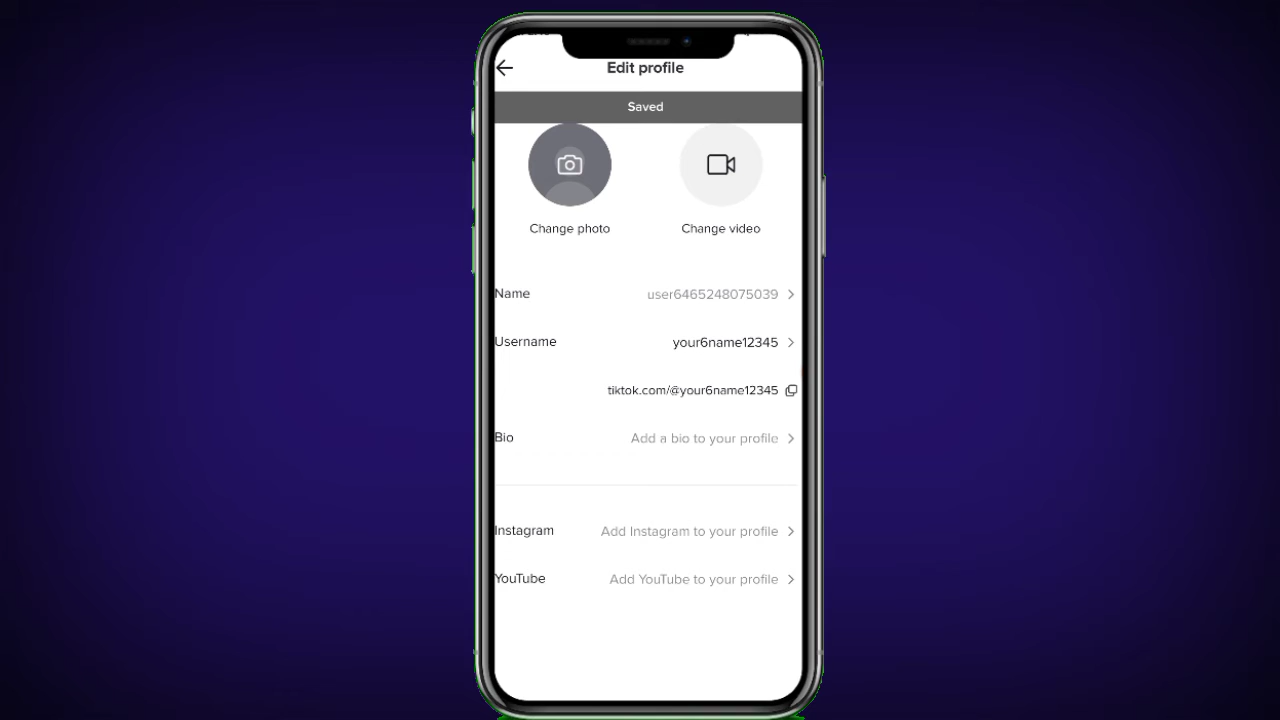 Edit profile
Saved
Change photo
Change video
Name
user6465248075039
Username
your6name12345
tiktok.com/@your6name12345
Bio
Add a bio to your profile
Instagram
Add Instagram to your profile
YouTube
Add YouTube to your profile